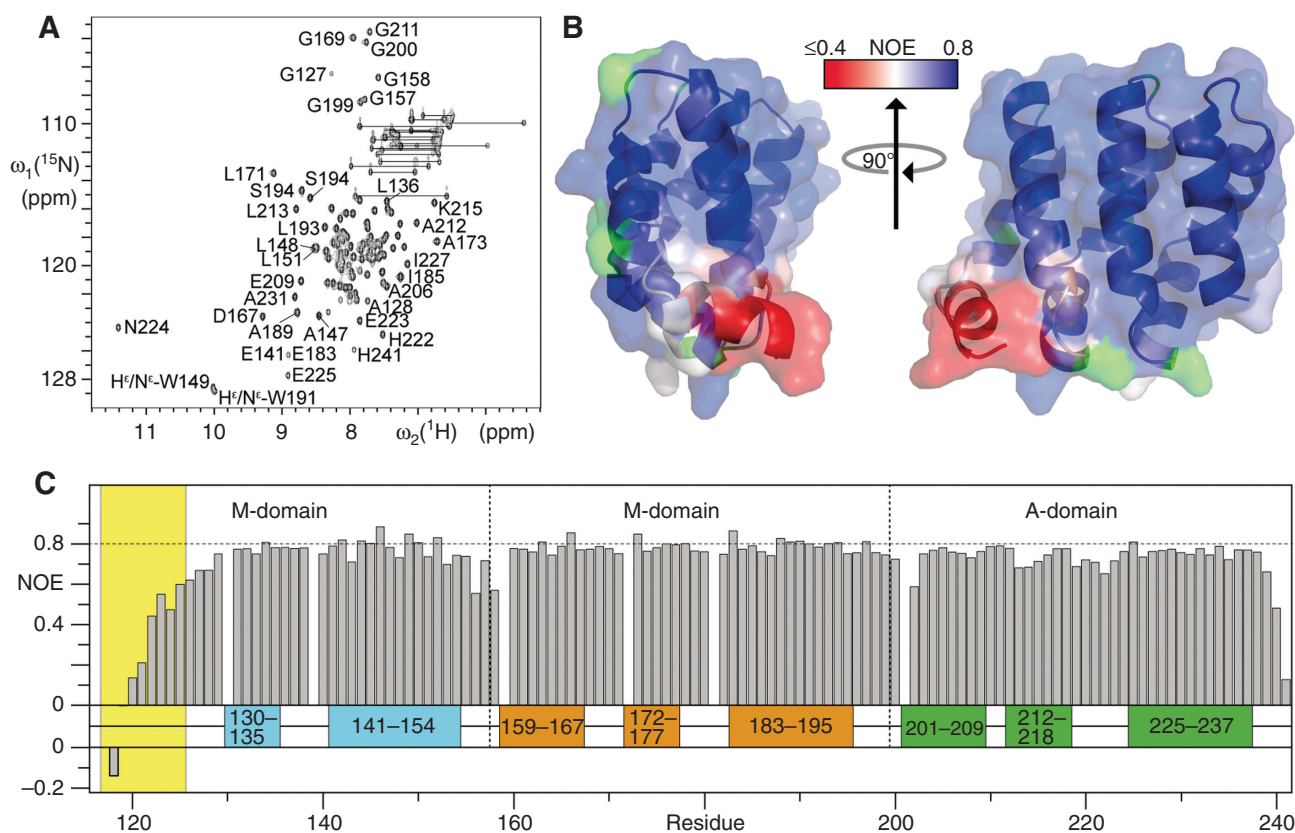 A
G211
G169
G200
G127
G158
G157
G199
110
ω1(15N)
(ppm)
L171
S194
S194
L136
L213
K215
L193
A212
A173
L148
L151
I227
120
E209
I185
A206
A231
A128
D167
E223
A189
A147
N224
H222
E141
E183
H241
128
E225
Hε/Nε-W149
Hε/Nε-W191
11
10
9
8
ω2(1H)
(ppm)
B
≤0.4
NOE
0.8
90°
C
M-domain
M-domain
A-domain
0.8
NOE
0.4
0
130–
135
141–154
159–167
172–
177
183–195
201–209
212–
218
225–237
0
–0.2
120
140
160
Residue
200
220
240